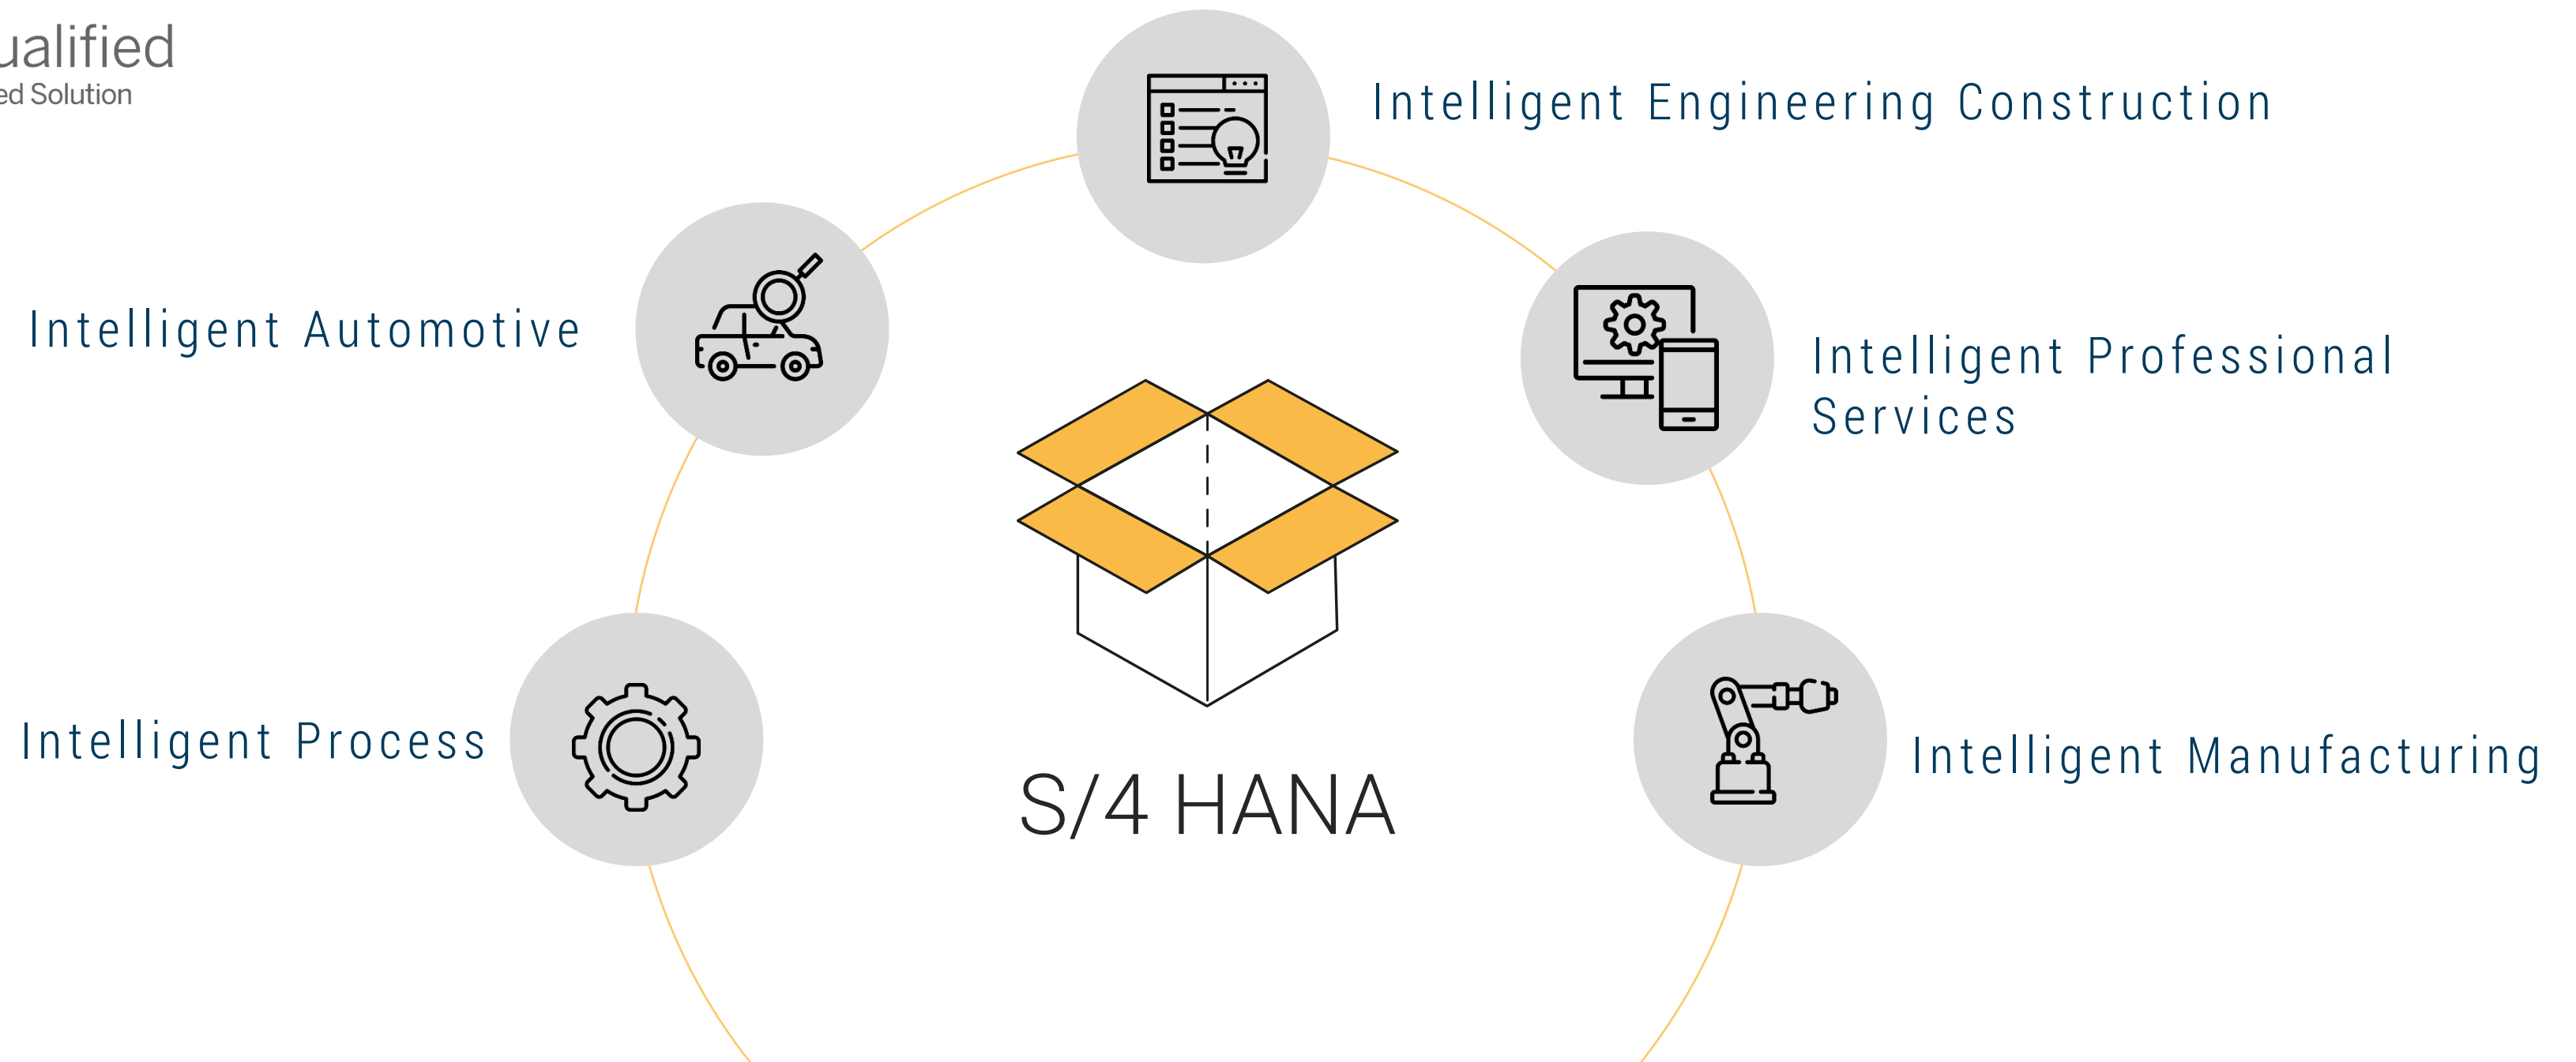 ualified
ed Solution
Intelligent Engineering Construction
Intelligent Automotive
Intelligent Professional
Services
Intelligent Process
Intelligent Manufacturing
S/4 HANA